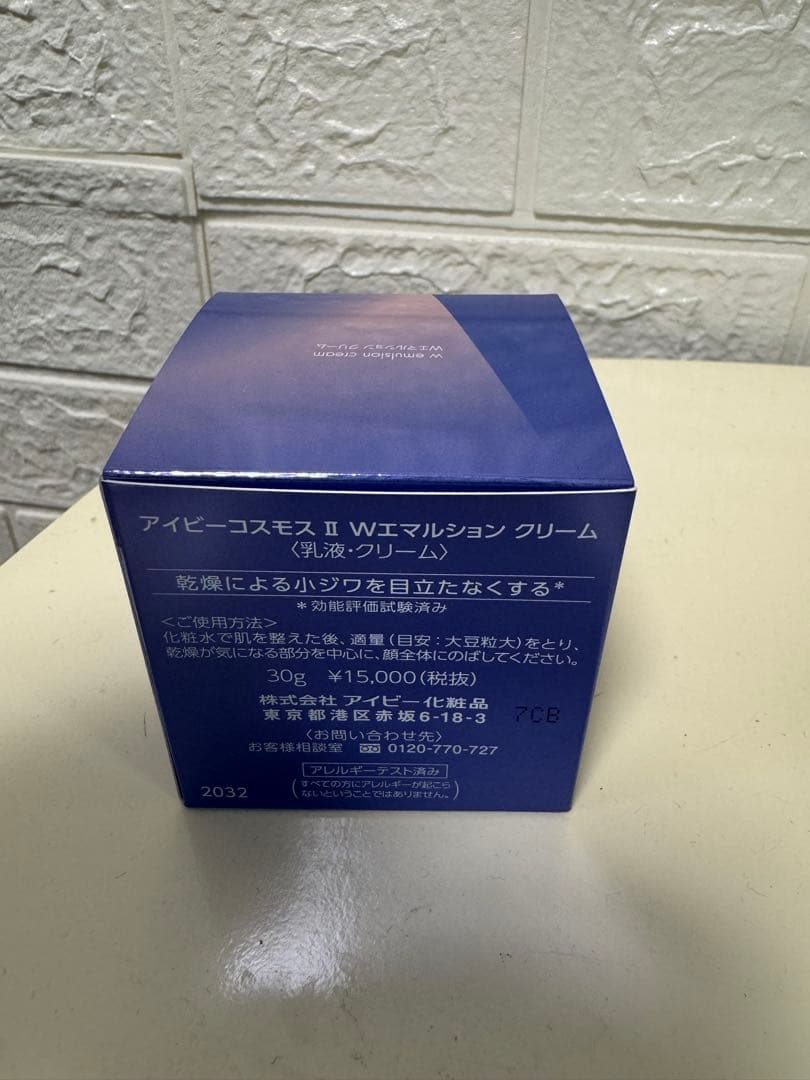 w emulsion cream
Wエマルション クリーム
アイビーコスモス II Wエマルション クリーム
〈乳液・クリーム〉
乾燥による小ジワを目立たなくする*
*効能評価試験済み
<ご使用方法>
化粧水で肌を整えた後、適量（目安：大豆粒大）をとり、
乾燥が気になる部分を中心に、顔全体にのばしてください。
30g ¥15,000（税抜）
株式会社 アイビー化粧品
東京都港区赤坂6-18-3
7CB
〈お問い合わせ先〉
お客様相談室 0120-770-727
アレルギーテスト済み
（すべての方にアレルギーが起こら
ないということではありません。）
2032